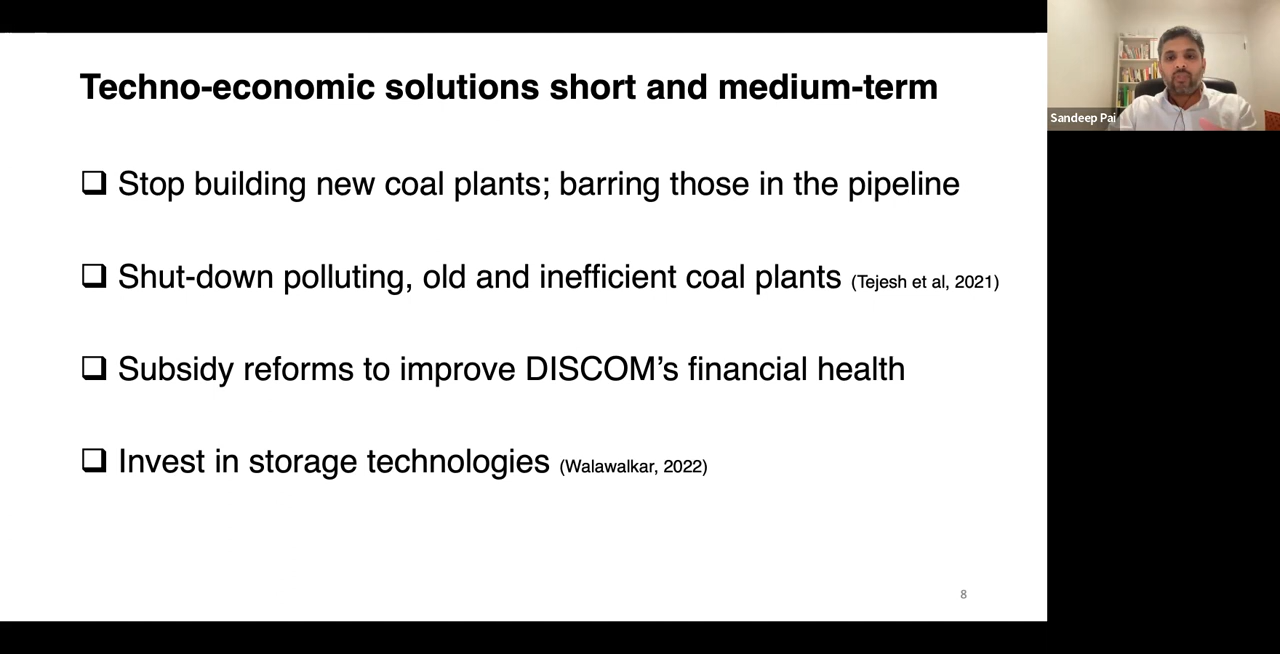 Techno-economic solutions short and medium-term
Stop building new coal plants; barring those in the pipeline
Shut-down polluting, old and inefficient coal plants (Tejesh et al, 2021)
Subsidy reforms to improve DISCOM’s financial health
Invest in storage technologies (Walawalkar, 2022)
8
Sandeep Pai